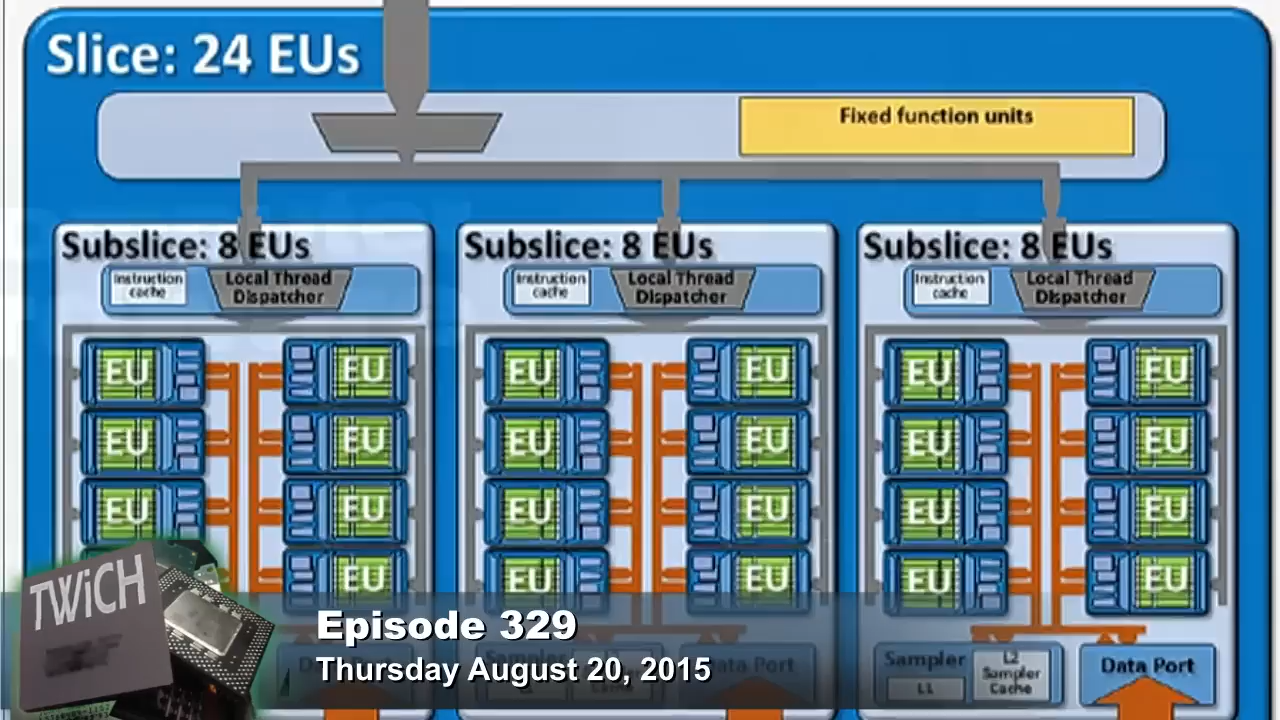 Slice: 24 EUs
Fixed function units
Subslice: 8 EUs
Instruction
cache
Local Thread
Dispatcher
EU
EU
EU
EU
EU
EU
EU
Subslice: 8 EUs
Instruction
cache
Local Thread
Dispatcher
EU
EU
EU
EU
EU
EU
EU
EU
Sampler
L1
Cache
Data Port
Subslice: 8 EUs
Instruction
cache
Local Thread
Dispatcher
EU
EU
EU
EU
EU
EU
EU
EU
Sampler
L1
L2
Sampler
Cache
Data Port
TWiCH
Episode 329
Thursday August 20, 2015